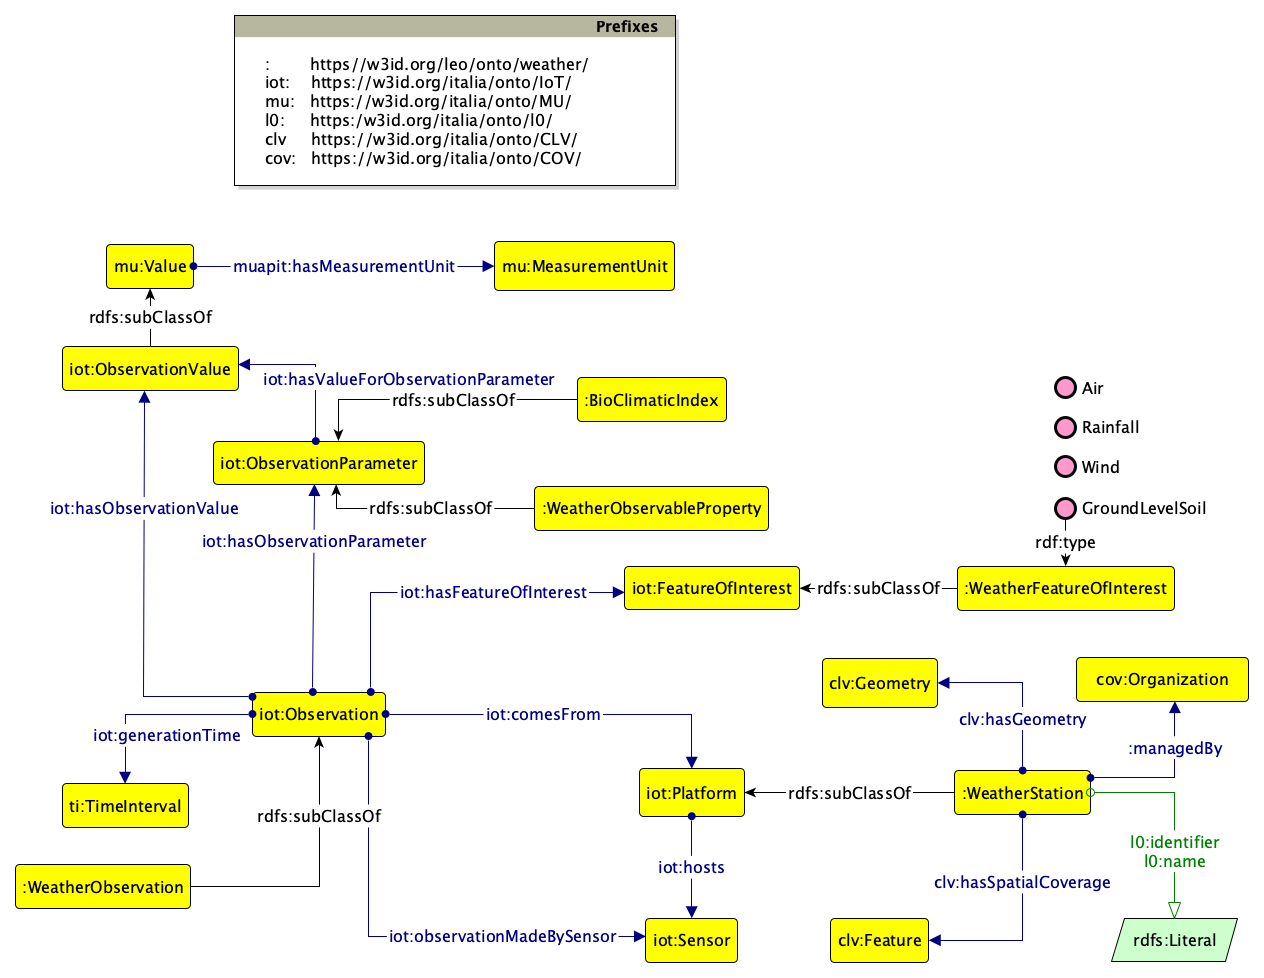 Prefixes
: https//w3id.org/leo/onto/weather/
iot: https://w3id.org/italia/onto/IoT/
mu: https://w3id.org/italia/onto/MU/
l0: https:/w3id.org/italia/onto/l0/
clv https://w3id.org/italia/onto/CLV/
cov: https://w3id.org/italia/onto/COV/
mu:Value
muapit:hasMeasurementUnit
mu:MeasurementUnit
rdfs:subClassOf
iot:ObservationValue
iot:hasValueForObservationParameter
rdfs:subClassOf
:BioClimaticIndex
Air
Rainfall
iot:ObservationParameter
Wind
iot:hasObservationValue
rdfs:subClassOf
:WeatherObservableProperty
GroundLevelSoil
iot:hasObservationParameter
rdf:type
iot:hasFeatureOfInterest
iot:FeatureOfInterest
rdfs:subClassOf
:WeatherFeatureOfInterest
clv:Geometry
cov:Organization
iot:Observation
iot:comesFrom
clv:hasGeometry
iot:generationTime
:managedBy
ti:TimeInterval
iot:Platform
rdfs:subClassOf
:WeatherStation
rdfs:subClassOf
l0:identifier
l0:name
iot:hosts
:WeatherObservation
clv:hasSpatialCoverage
iot:observationMadeBySensor
iot:Sensor
clv:Feature
rdfs:Literal